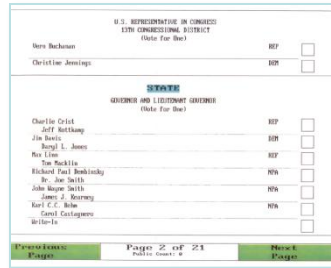 U.S. REPRESENTATIVE IN CONGRESS
13TH CONGRESSIONAL DISTRICT
(Vote for One)
Vern Buchanan REP
Christine Jennings DEM
STATE
GOVERNOR AND LIEUTENANT GOVERNOR
(Vote for One)
Charlie Crist REP
Jeff Kottkamp
Jim Davis DEM
Daryl L. Jones
Max Linn REF
Tom Macklin
Richard Paul Dembinsky NPA
Dr. Joe Smith
John Wayne Smith NPA
James J. Kearney
Karl C.C. Behm NPA
Carol Castagnero
Write-In
Previous Page
Page 2 of 21
Public Count: 0
Next Page